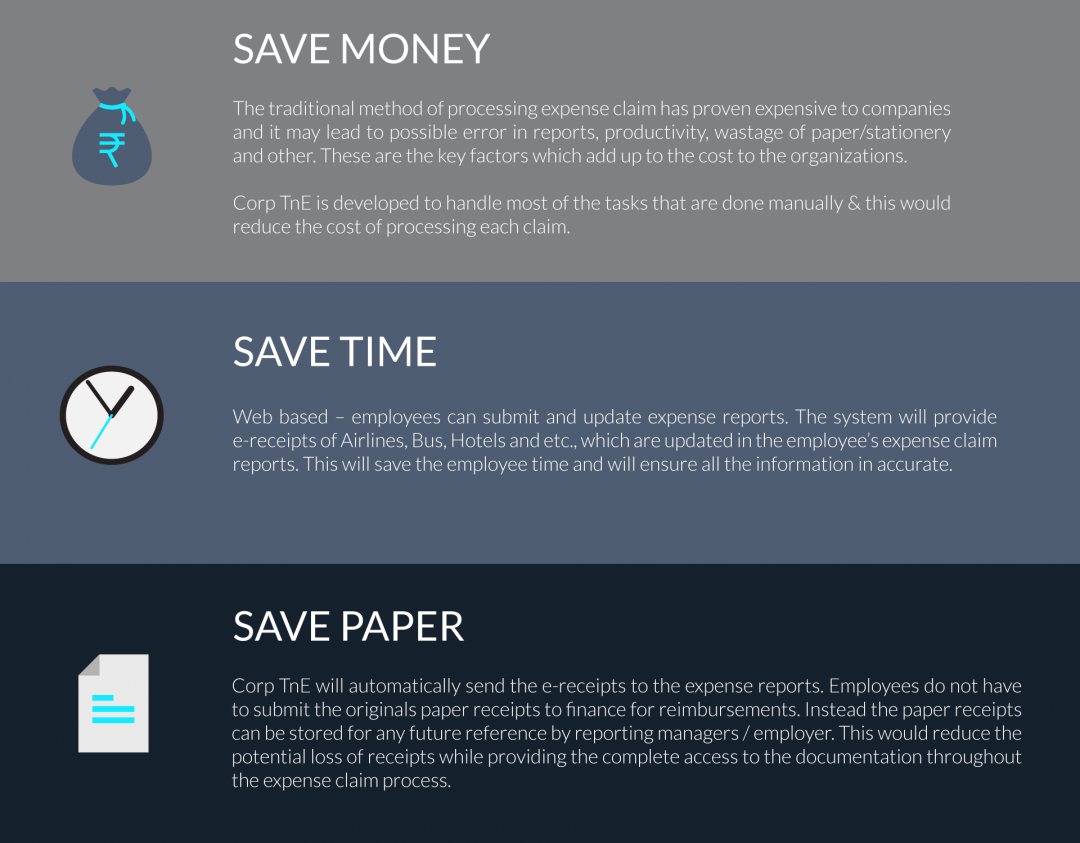 SAVE MONEY
The traditional method of processing expense claim has proven expensive to companies
and it may lead to possible error in reports, productivity, wastage of paper/stationery
and other. These are the key factors which add up to the cost to the organizations.
Corp TnE is developed to handle most of the tasks that are done manually & this would
reduce the cost of processing each claim.
₹
SAVE TIME
Web based – employees can submit and update expense reports. The system will provide
e-receipts of Airlines, Bus, Hotels and etc., which are updated in the employee’s expense claim
reports. This will save the employee time and will ensure all the information in accurate.
SAVE PAPER
Corp TnE will automatically send the e-receipts to the expense reports. Employees do not have
to submit the originals paper receipts to finance for reimbursements. Instead the paper receipts
can be stored for any future reference by reporting managers / employer. This would reduce the
potential loss of receipts while providing the complete access to the documentation throughout
the expense claim process.